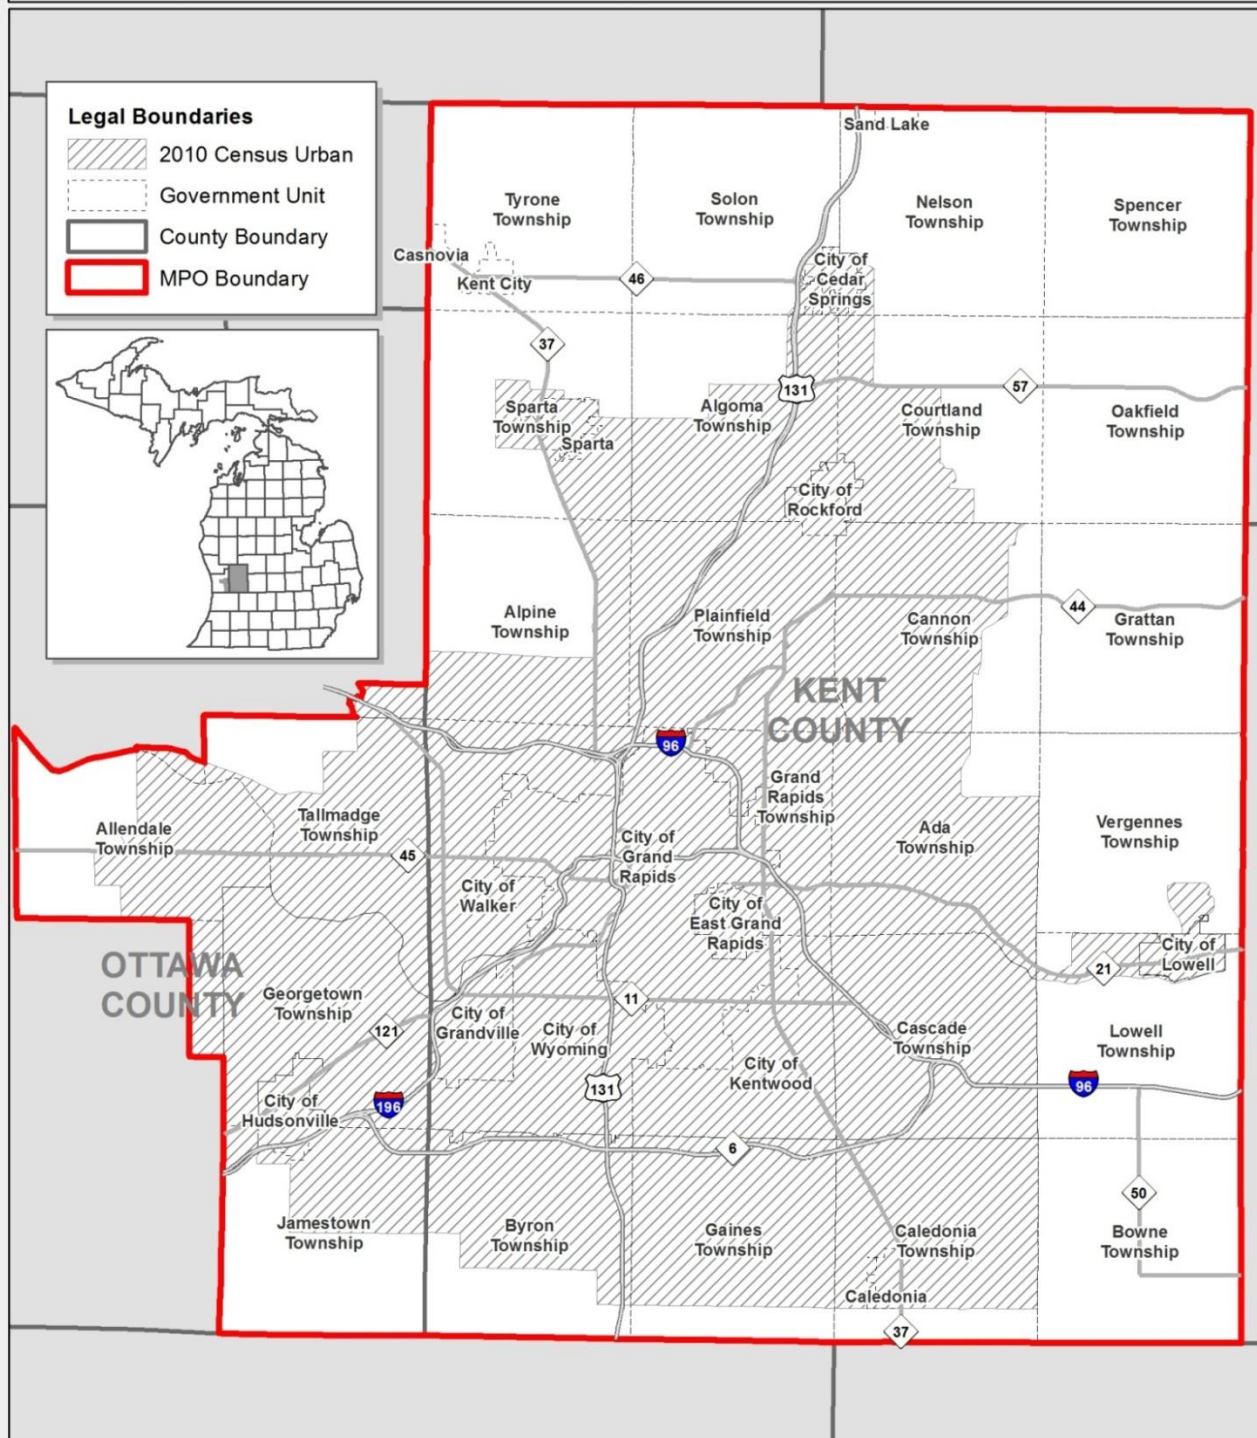 Legal Boundaries
2010 Census Urban
Government Unit
County Boundary
MPO Boundary
Sand Lake
Tyrone
Township
Solon
Township
Nelson
Township
Spencer
Township
Casnovia
Kent City
46
City of
Cedar
Springs
37
131
57
Sparta
Township
Sparta
Algoma
Township
Courtland
Township
Oakfield
Township
City of
Rockford
Alpine
Township
Plainfield
Township
Cannon
Township
44
Grattan
Township
KENT
COUNTY
96
Grand
Rapids
Township
Allendale
Township
Tallmadge
Township
45
City of
Grand
Rapids
Ada
Township
Vergennes
Township
City of
Walker
City of
East Grand
Rapids
City of
Lowell
21
OTTAWA
COUNTY
Georgetown
Township
11
121
City of
Grandville
City of
Wyoming
Cascade
Township
Lowell
Township
City of
Kentwood
131
96
196
City of
Hudsonville
6
50
Jamestown
Township
Byron
Township
Gaines
Township
Caledonia
Township
Bowne
Township
Caledonia
37